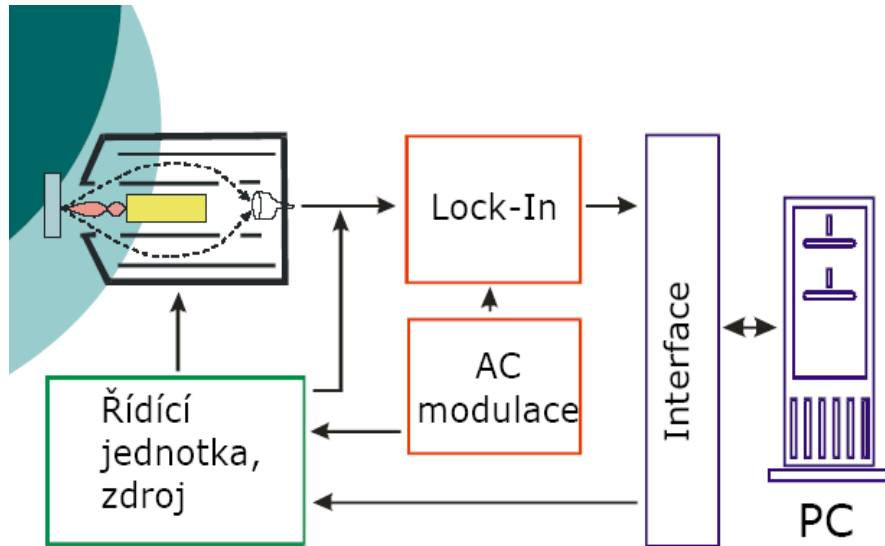 Lock-In
AC
modulace
Řídící
jednotka,
zdroj
Interface
PC